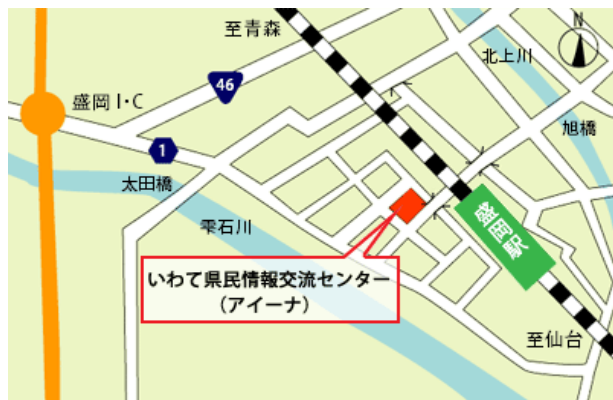 至青森
N
北上川
46
盛岡 I・C
旭橋
1
太田橋
雫石川
盛岡駅
いわて県民情報交流センター
（アイーナ）
至仙台